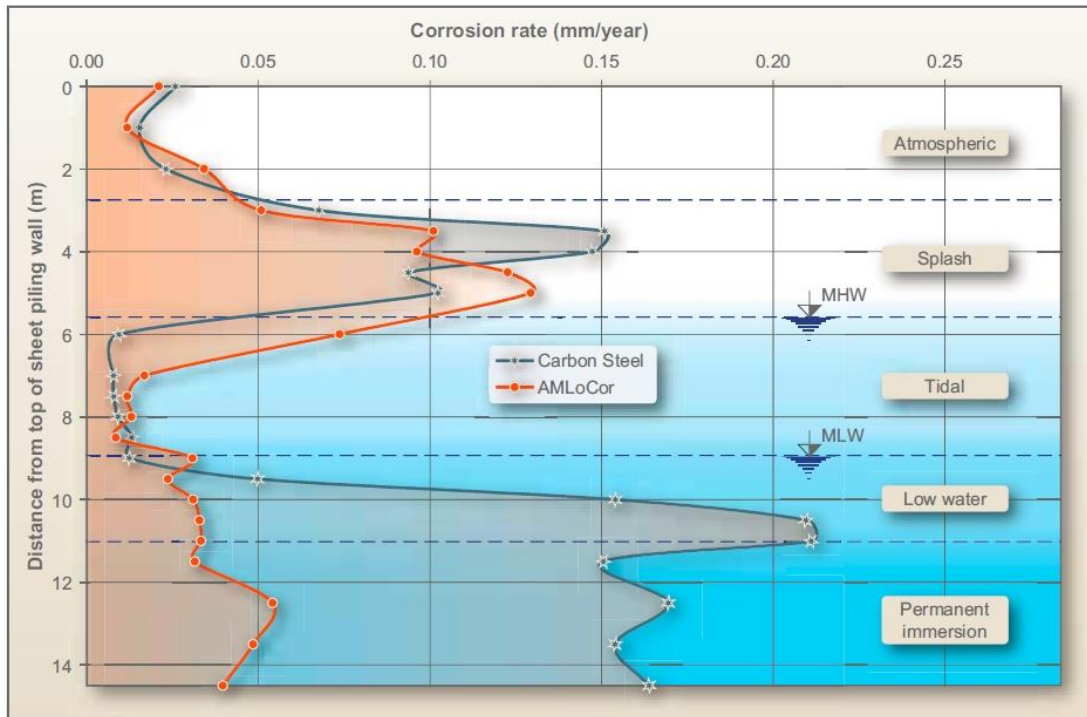 Corrosion rate (mm/year)
0.00 0.05 0.10 0.15 0.20 0.25
Distance from top of sheet piling wall (m)
0
2
4
6
8
10
12
14
Atmospheric
Splash
MHW
Carbon Steel
AMLoCor
Tidal
MLW
Low water
Permanent
immersion